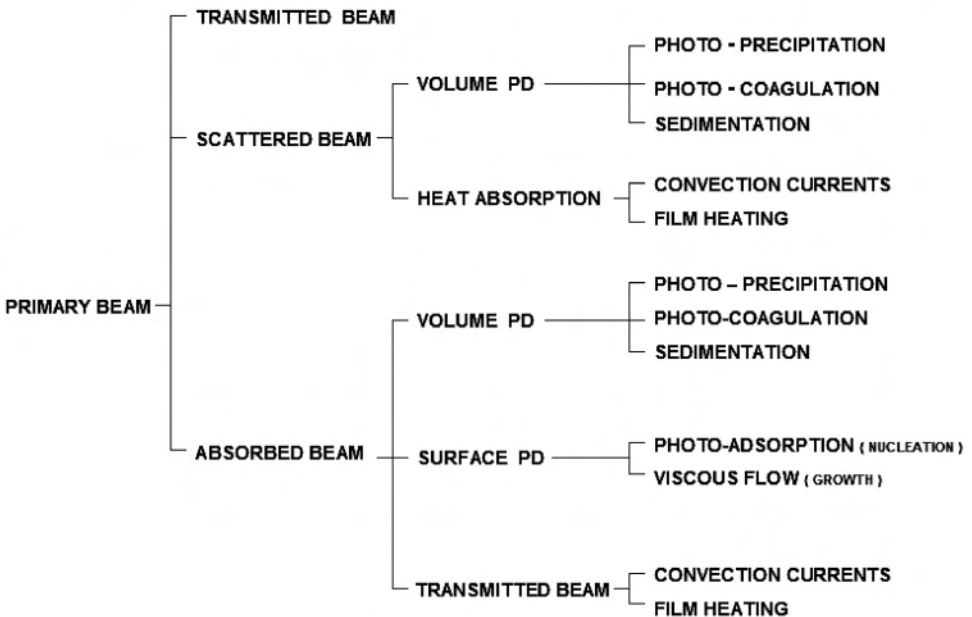 TRANSMITTED BEAM
PHOTO - PRECIPITATION
VOLUME PD
PHOTO - COAGULATION
SCATTERED BEAM
SEDIMENTATION
HEAT ABSORPTION
CONVECTION CURRENTS
FILM HEATING
PRIMARY BEAM
PHOTO – PRECIPITATION
VOLUME PD
PHOTO-COAGULATION
SEDIMENTATION
ABSORBED BEAM
SURFACE PD
PHOTO-ADSORPTION ( NUCLEATION )
VISCOUS FLOW ( GROWTH )
TRANSMITTED BEAM
CONVECTION CURRENTS
FILM HEATING